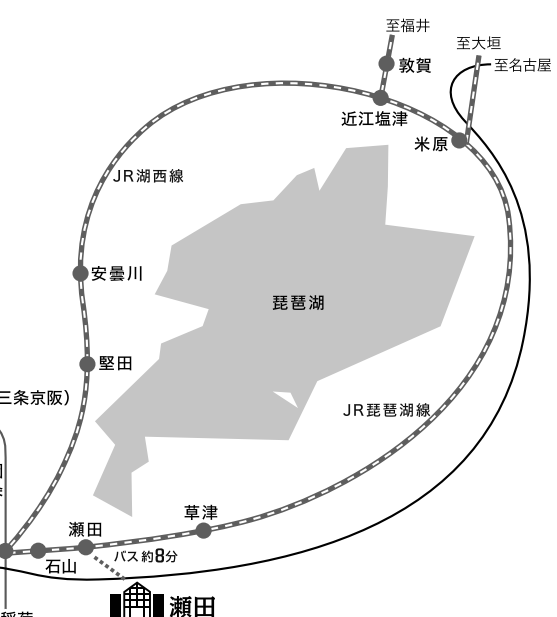 至福井
至大垣
敦賀
至名古屋
近江塩津
米原
JR湖西線
安曇川
琵琶湖
堅田
三条京阪）
JR琵琶湖線
草津
瀬田
バス約8分
石山
瀬田
稲荷